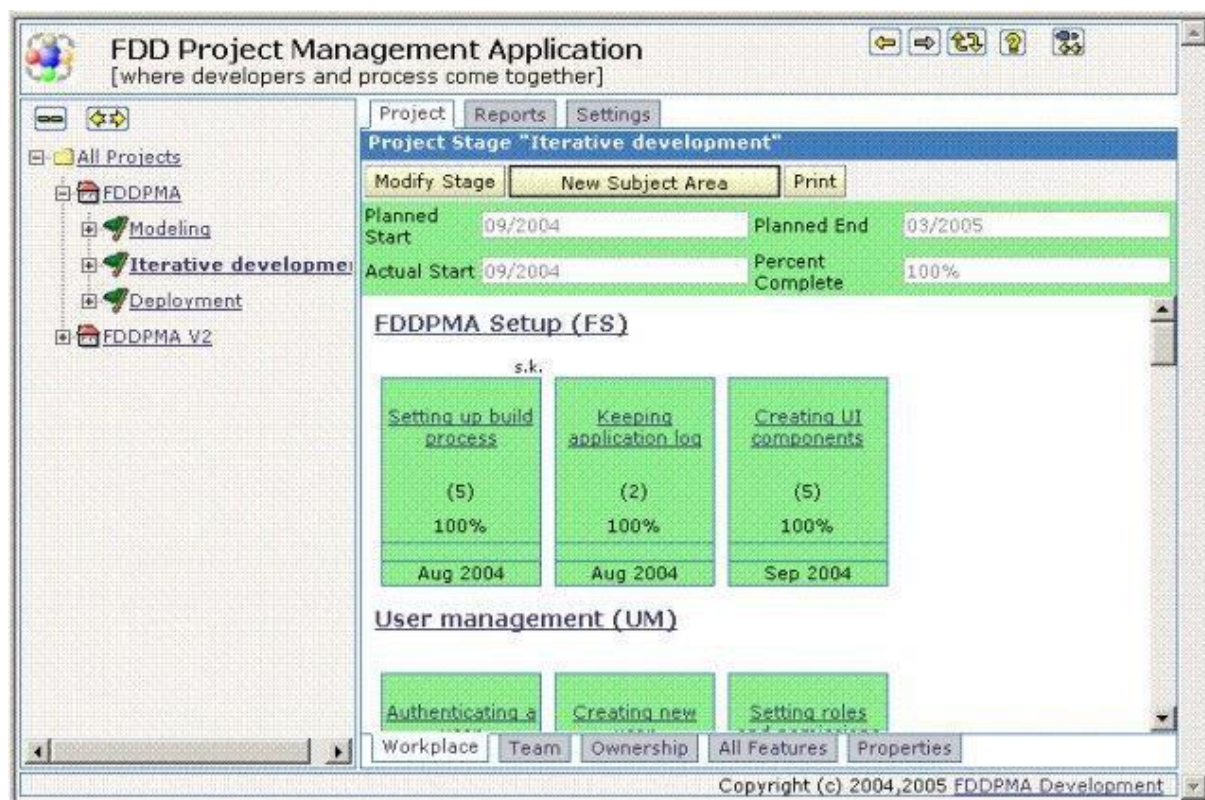 FDD Project Management Application
[where developers and process come together]
All Projects
FDDPMA
Modeling
Iterative developme
Deployment
FDDPMA V2
Project Reports Settings
Project Stage "Iterative development"
Modify Stage New Subject Area Print
Planned Start 09/2004 Planned End 03/2005
Actual Start 09/2004 Percent Complete 100%
FDDPMA Setup (FS)
s.k.
Setting up build process
(5)
100%
Aug 2004
Keeping application log
(2)
100%
Aug 2004
Creating UI components
(5)
100%
Sep 2004
User management (UM)
Authenticating a
Creating new
Setting roles
Workplace Team Ownership All Features Properties
Copyright (c) 2004,2005 FDDPMA Development